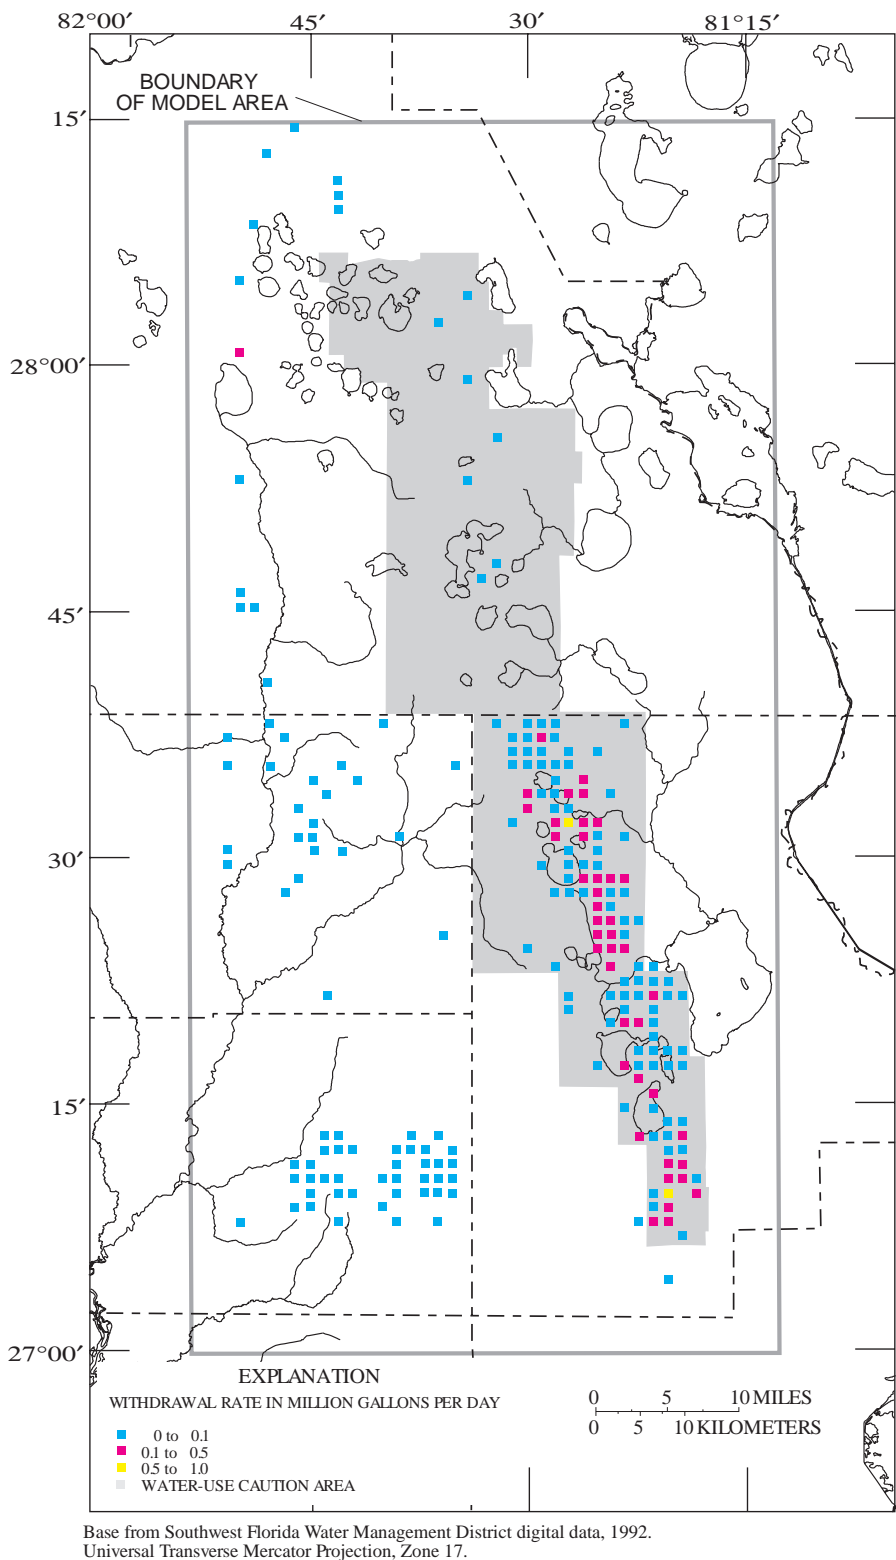 82°00′ 45′ 30′ 81°15′
BOUNDARY
OF MODEL AREA
15′
28°00′
45′
30′
15′
27°00′
EXPLANATION
WITHDRAWAL RATE IN MILLION GALLONS PER DAY
0 to 0.1
0.1 to 0.5
0.5 to 1.0
WATER-USE CAUTION AREA
0 5 10 MILES
0 5 10 KILOMETERS
Base from Southwest Florida Water Management District digital data, 1992.
Universal Transverse Mercator Projection, Zone 17.